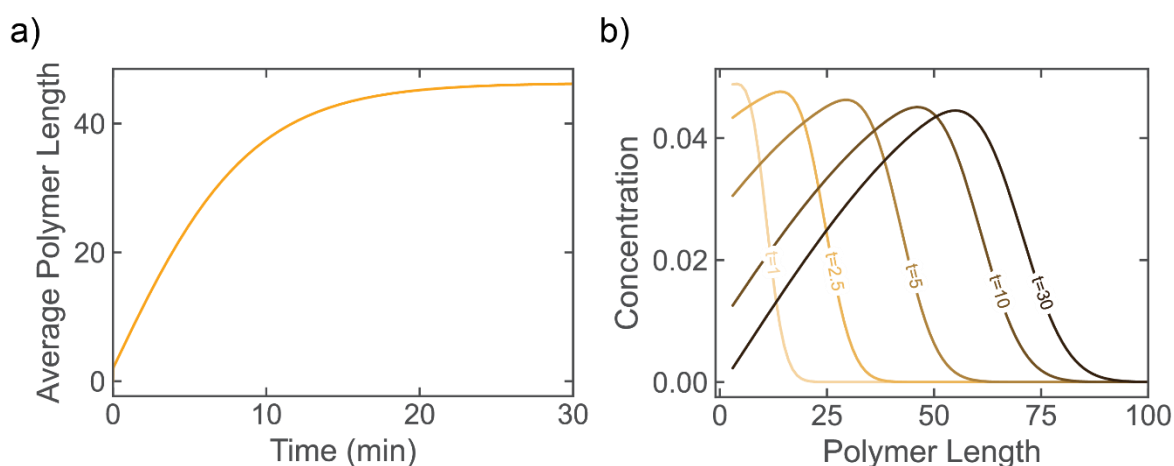 a)
Average Polymer Length
40
20
0
0 10 20 30
Time (min)
b)
Concentration
0.04
0.02
0.00
t=1
t=2.5
t=5
t=10
t=30
0 25 50 75 100
Polymer Length